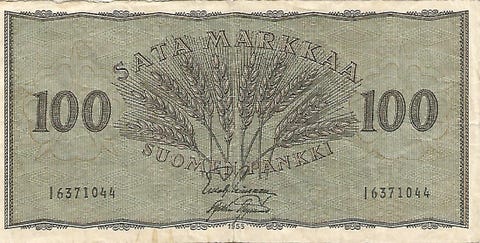 SATA MARKKAA
100 100
SUOMEN PANKKI
I6371044 I6371044
1955